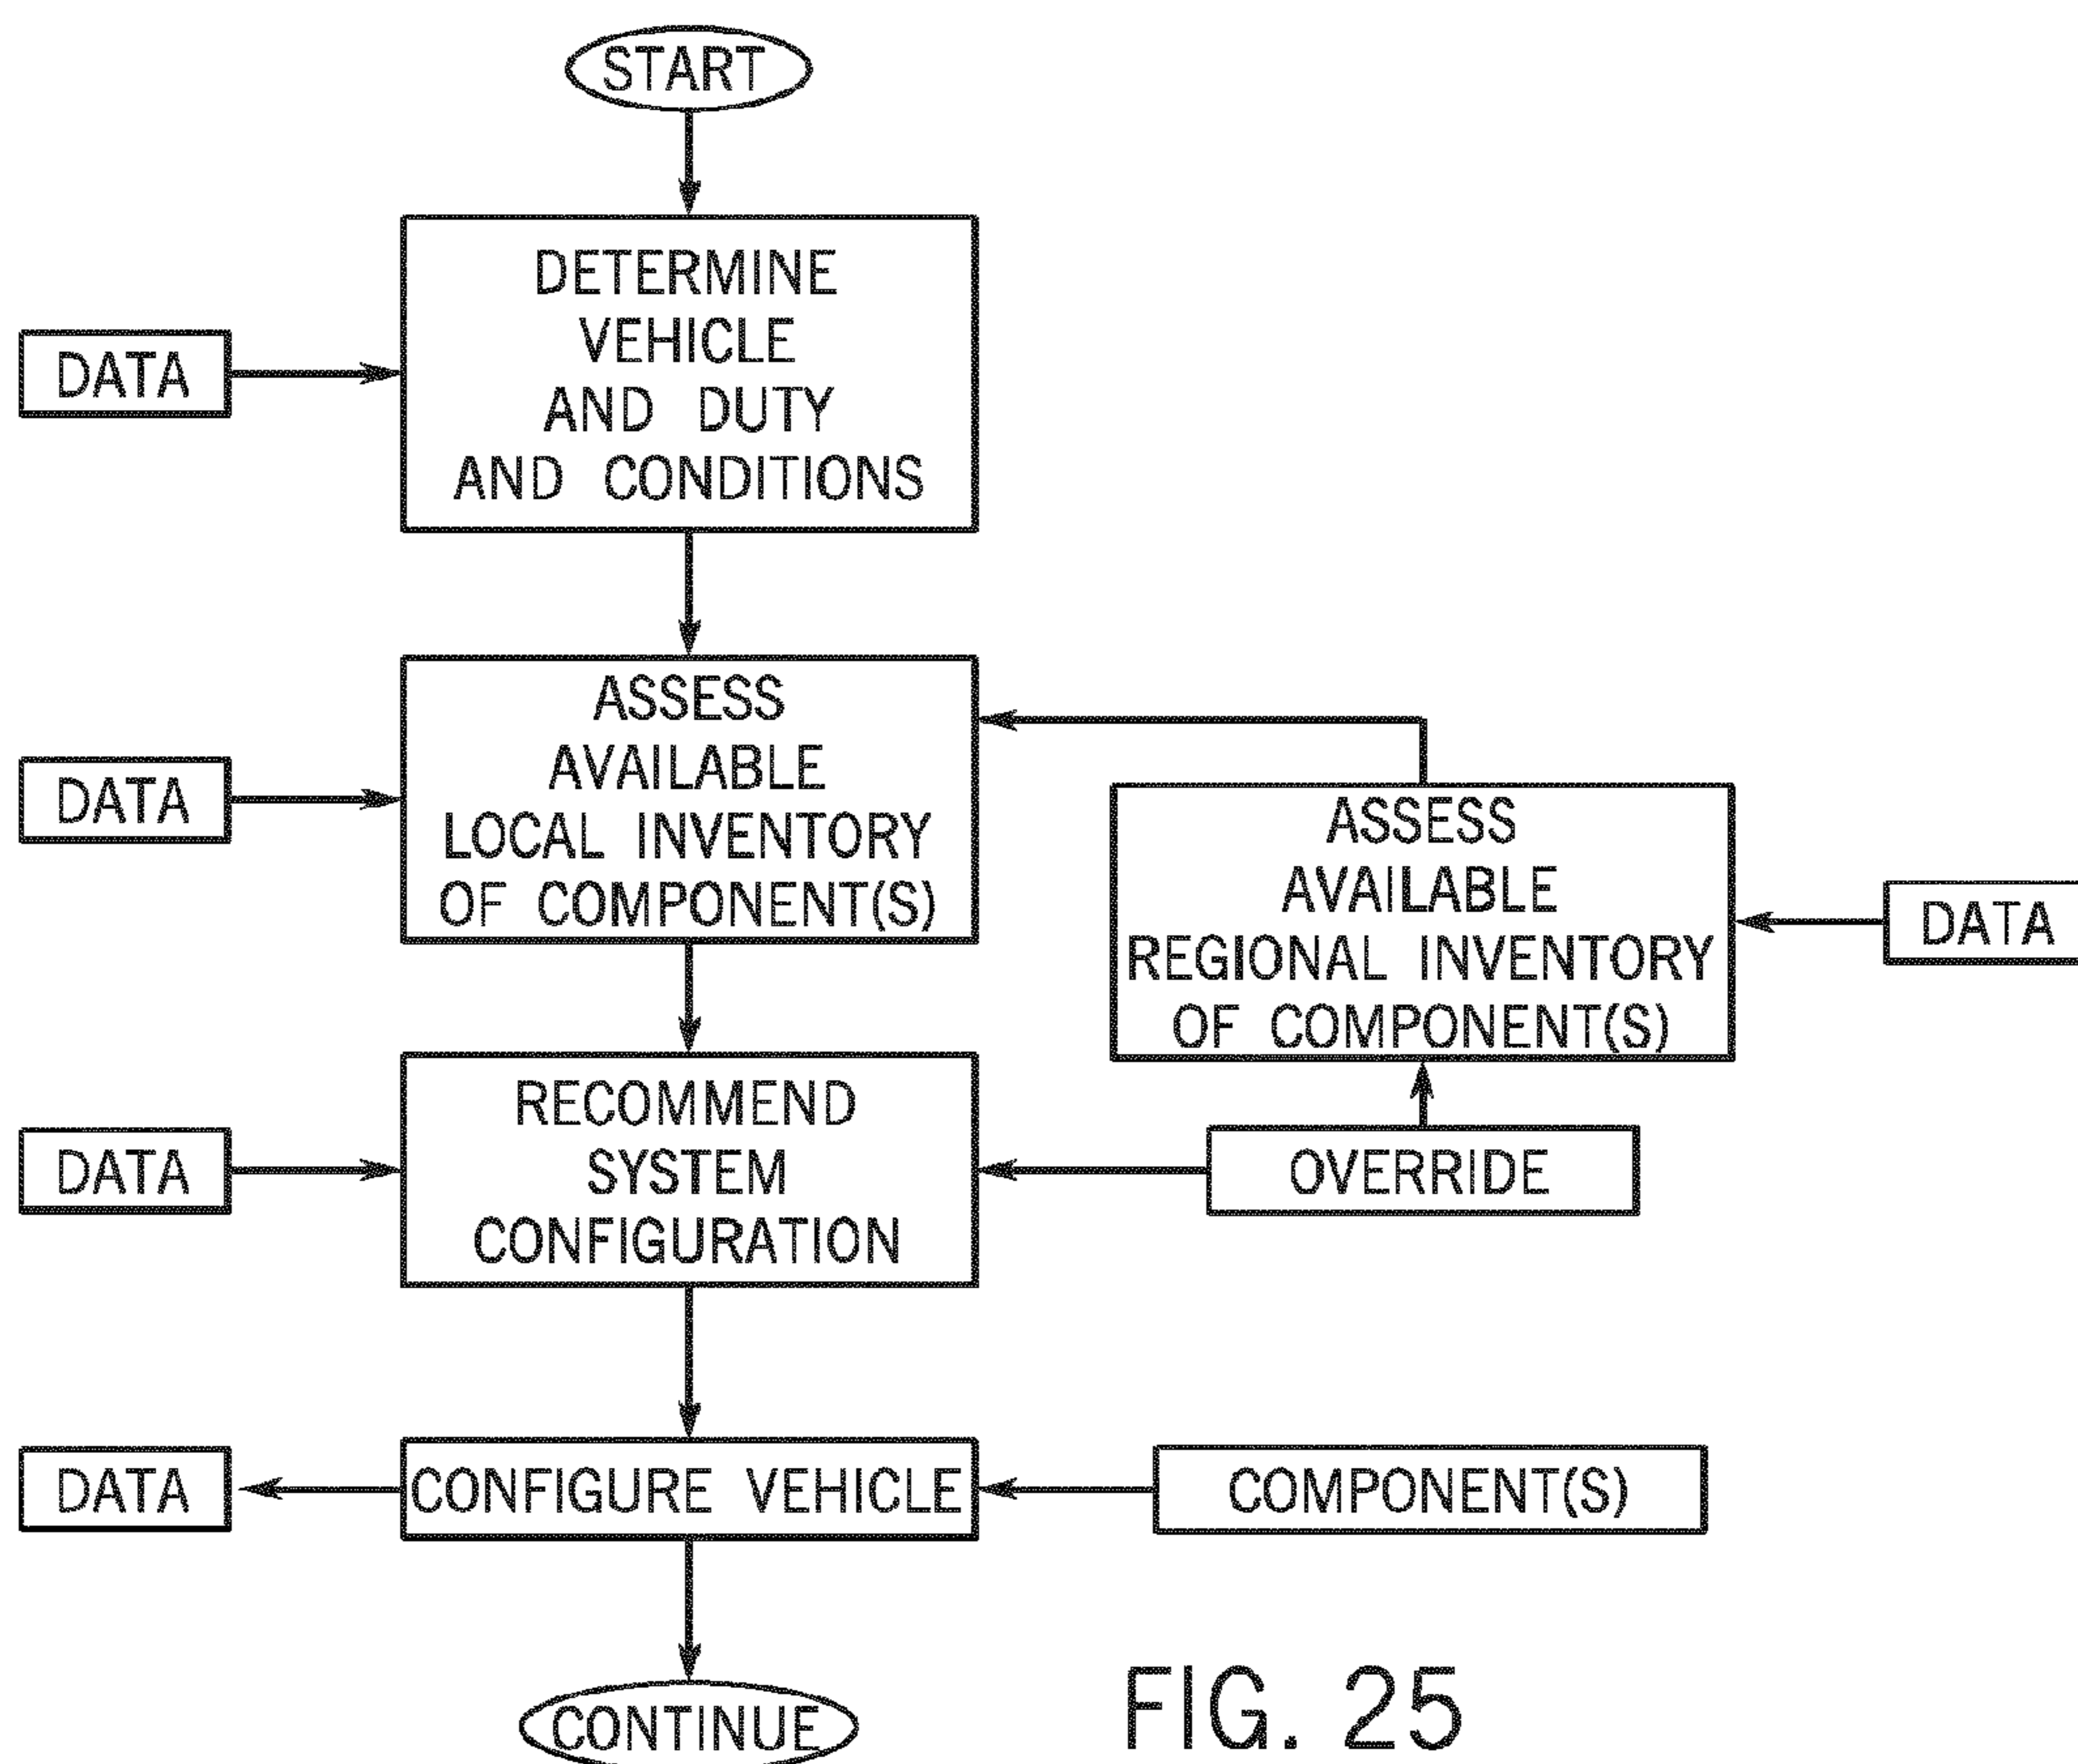 START
DETERMINE
VEHICLE
AND DUTY
AND CONDITIONS
DATA
ASSESS
AVAILABLE
LOCAL INVENTORY
OF COMPONENT(S)
DATA
ASSESS
AVAILABLE
REGIONAL INVENTORY
OF COMPONENT(S)
DATA
RECOMMEND
SYSTEM
CONFIGURATION
DATA
OVERRIDE
DATA
CONFIGURE VEHICLE
COMPONENT(S)
CONTINUE
FIG. 25